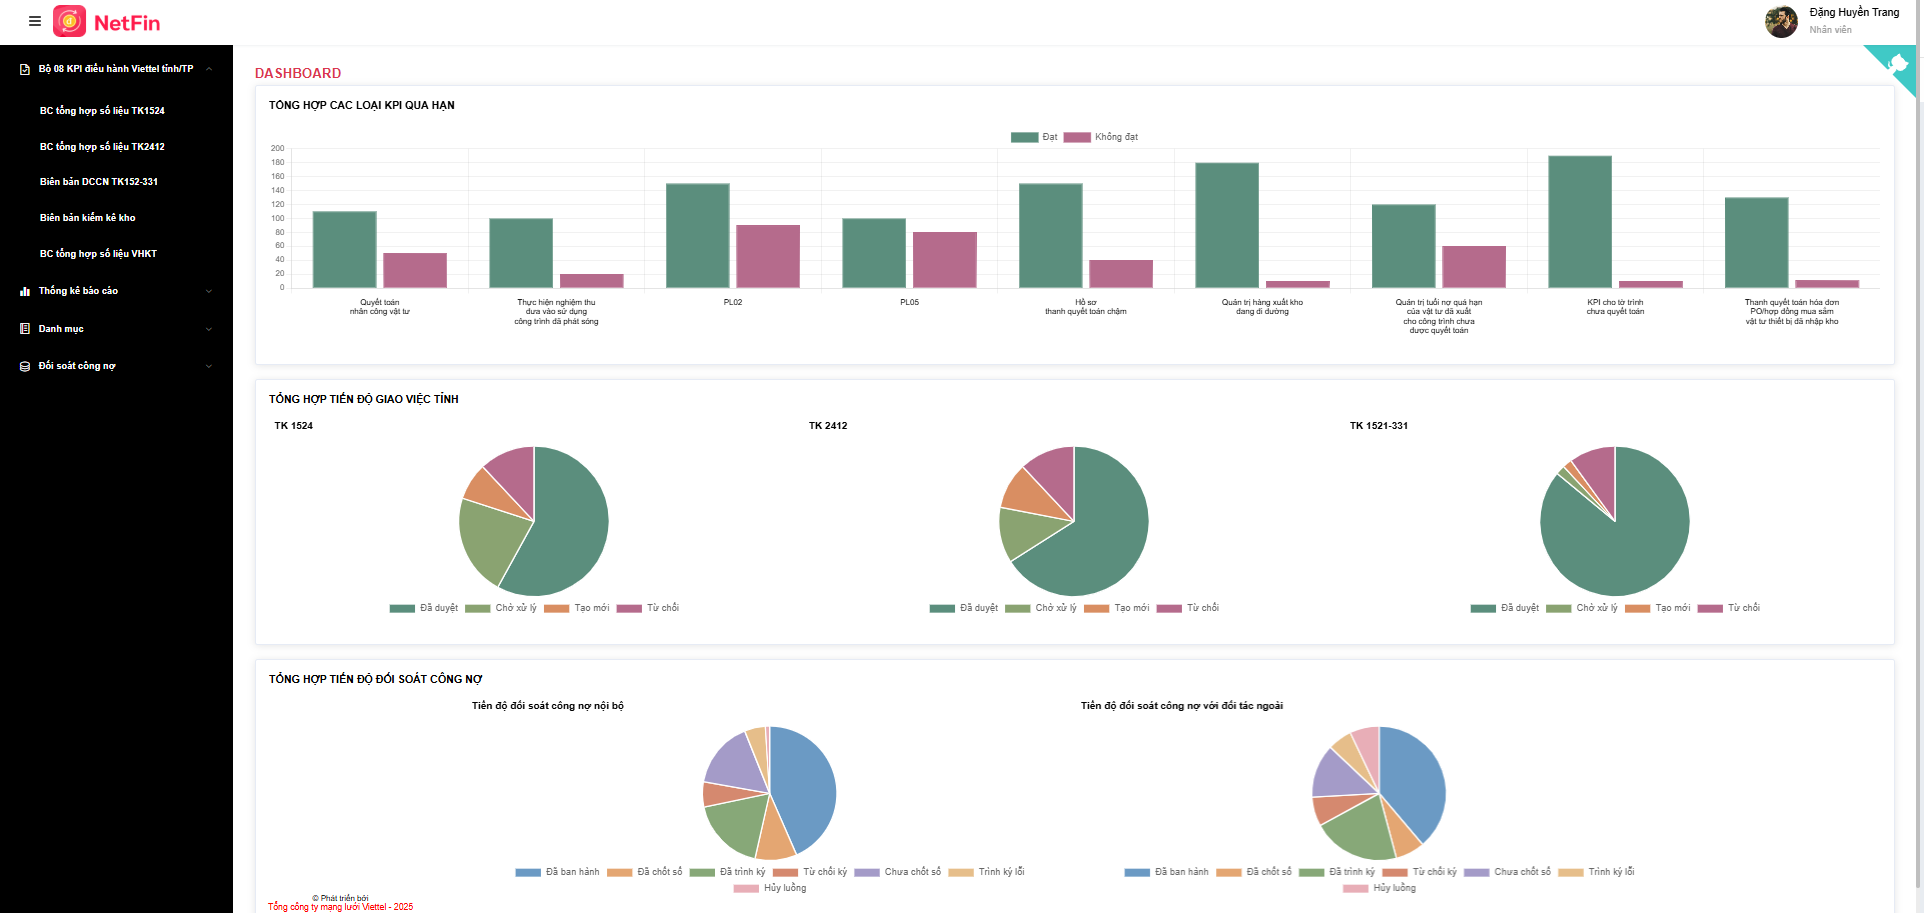 NetFin
Đặng Huyền Trang
Nhân viên
Bộ 08 KPI điều hành Viettel tỉnh/TP
BC tổng hợp số liệu TK1524
BC tổng hợp số liệu TK2412
Biên bản DCCN TK152-331
Biên bản kiểm kê kho
BC tổng hợp số liệu VHKT
Thống kê báo cáo
Danh mục
Đối soát công nợ
DASHBOARD
TỔNG HỢP CÁC LOẠI KPI QUÁ HẠN
Đạt Không đạt
200
180
160
140
120
100
80
60
40
20
0
Quyết toán
nhân công vật tư
Thực hiện nghiệm thu
đưa vào sử dụng
công trình đã phát sóng
PL02
PL05
Hồ sơ
thanh quyết toán chậm
Quản trị hàng xuất kho
đang đi đường
Quản trị tuổi nợ quá hạn
của vật tư đã xuất
cho công trình chưa
được quyết toán
KPI cho tờ trình
chưa quyết toán
Thanh quyết toán hóa đơn
PO/hợp đồng mua sắm
vật tư thiết bị đã nhập kho
TỔNG HỢP TIẾN ĐỘ GIAO VIỆC TỈNH
TK 1524
TK 2412
TK 1521-331
Đã duyệt Chờ xử lý Tạo mới Từ chối
Đã duyệt Chờ xử lý Tạo mới Từ chối
Đã duyệt Chờ xử lý Tạo mới Từ chối
TỔNG HỢP TIẾN ĐỘ ĐỐI SOÁT CÔNG NỢ
Tiến độ đối soát công nợ nội bộ
Tiến độ đối soát công nợ với đối tác ngoài
Đã ban hành Đã chốt số Đã trình ký Từ chối ký Chưa chốt số Trình ký lỗi
Hủy luồng
Đã ban hành Đã chốt số Đã trình ký Từ chối ký Chưa chốt số Trình ký lỗi
Hủy luồng
© Phát triển bởi
Tổng công ty mạng lưới Viettel - 2025